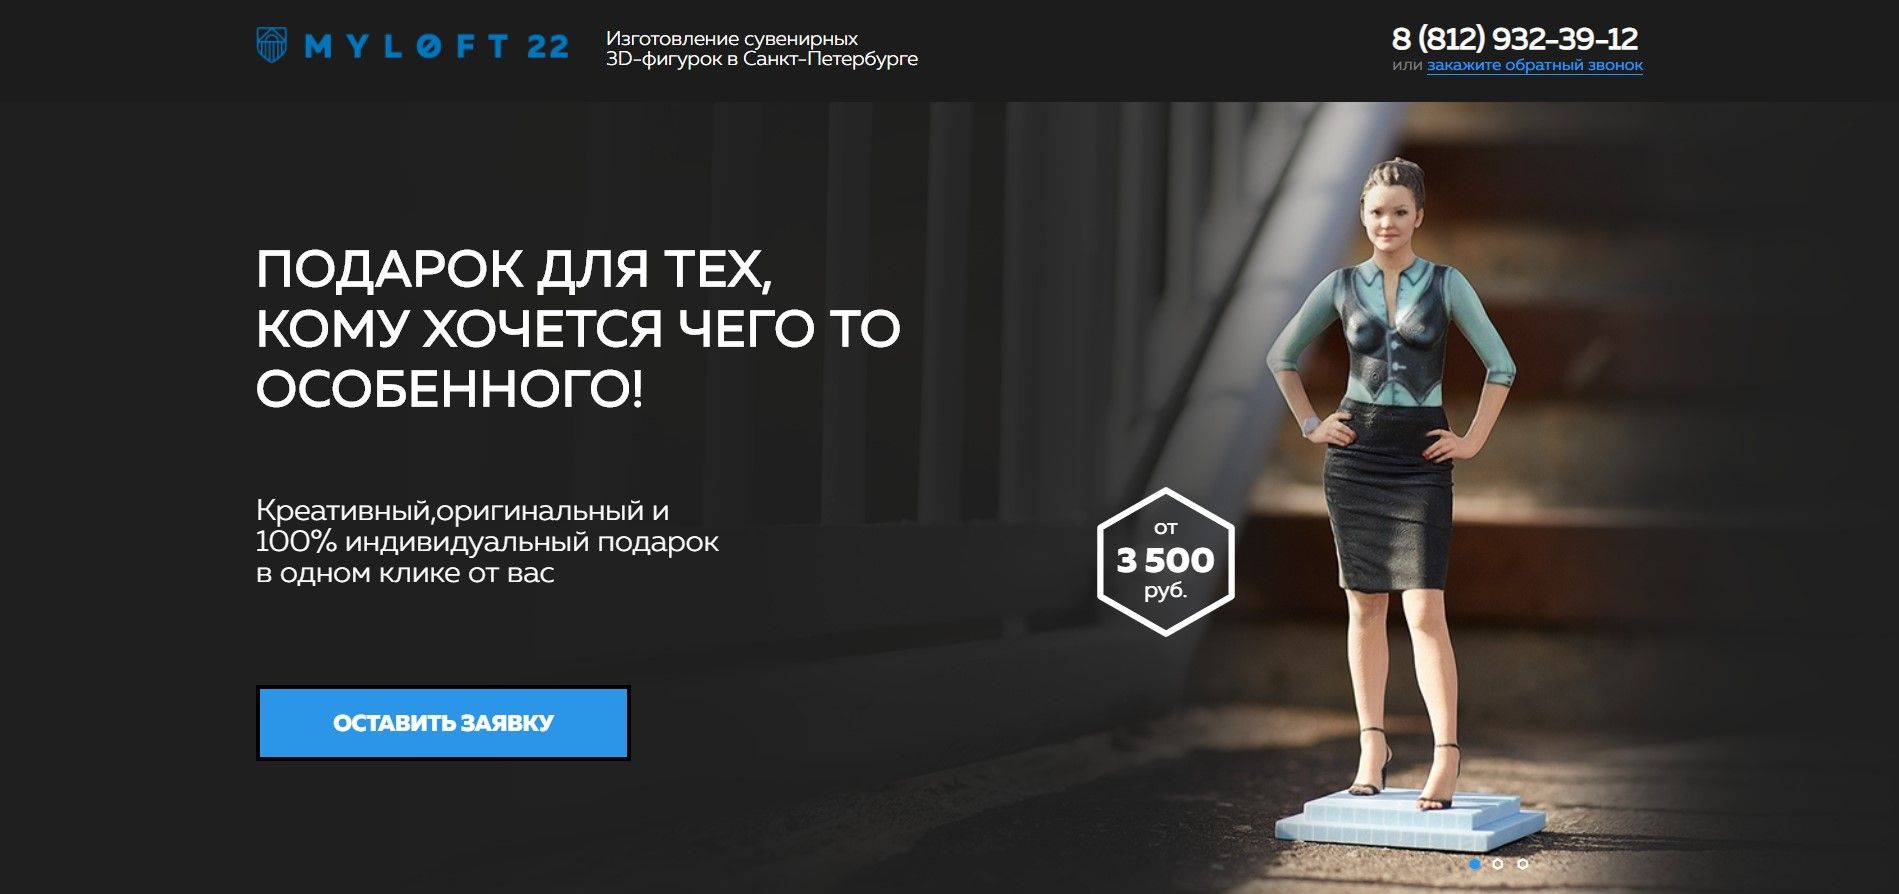 MYLØFT 22
Изготовление сувенирных
3D-фигурок в Санкт-Петербурге
8 (812) 932-39-12
или закажите обратный звонок
ПОДАРОК ДЛЯ ТЕХ,
КОМУ ХОЧЕТСЯ ЧЕГО ТО
ОСОБЕННОГО!
Креативный,оригинальный и
100% индивидуальный подарок
в одном клике от вас
от
3 500
руб.
ОСТАВИТЬ ЗАЯВКУ